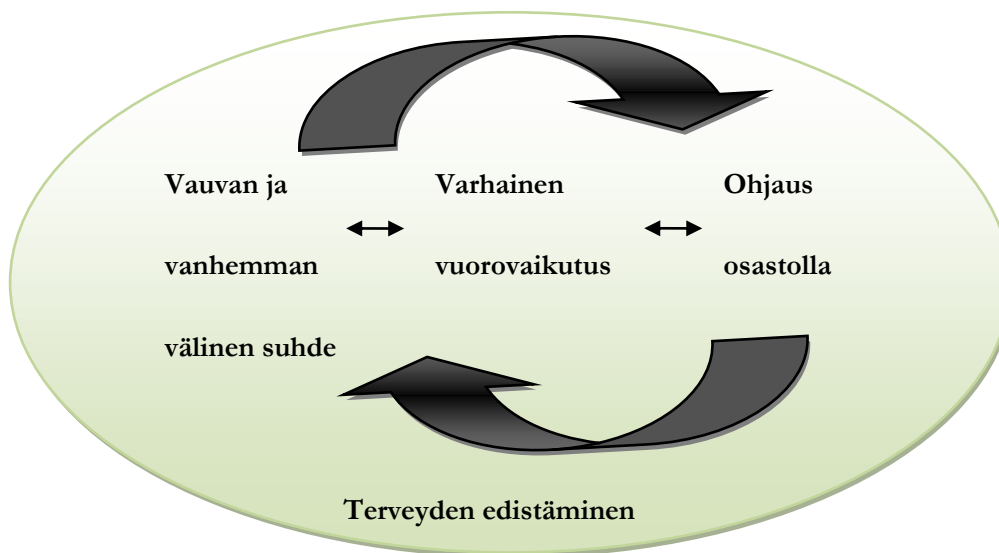 Vauvan ja
vanhemman
välinen suhde
Varhainen
vuorovaikutus
Ohjaus
osastolla
Terveyden edistäminen